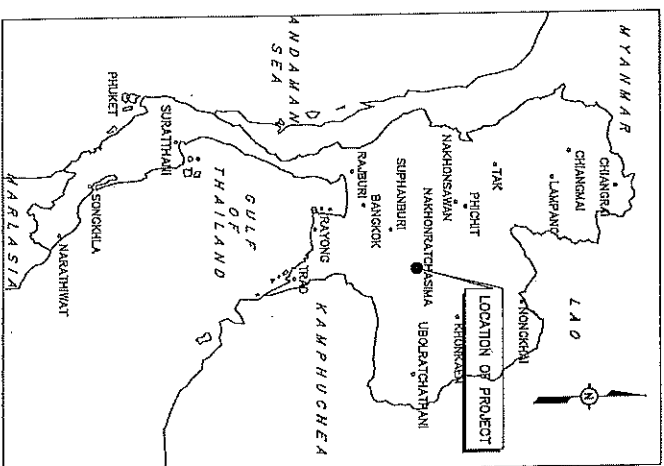 MYANMAR
CHIANGRAI
CHIANGMAI
LAMPANG
LAO
NONGKHAI
TAK
PHICHIT
NAKHONSAWAN
KHONKAEN
LOCATION OF PROJECT
NAKHONRATCHASIMA
UBOLRATCHATHANI
SUPHANBURI
BANGKOK
RAJBURI
ANDAMAN
SEA
RAYONG
TRAD
KAMPHUCHEA
GULF
OF
THAILAND
SURATTHANI
PHUKET
SONGKHLA
NARATHIWAT
MARLASIA
N